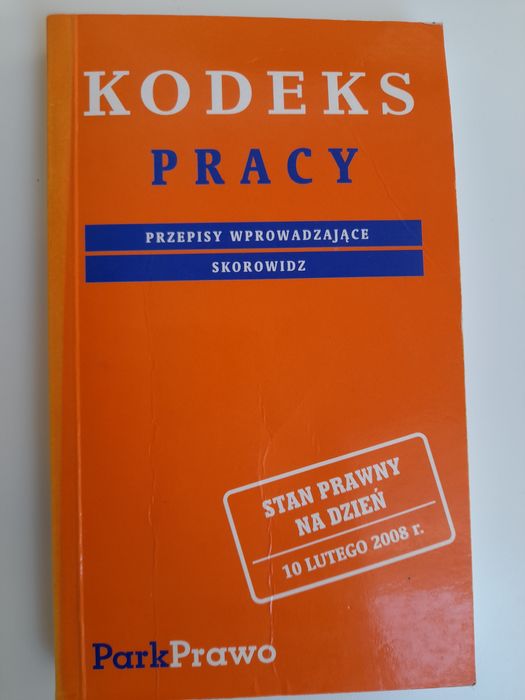 KODEKS
PRACY
PRZEPISY WPROWADZAJĄCE
SKOROWIDZ
STAN PRAWNY
NA DZIEŃ
10 LUTEGO 2008 r.
ParkPrawo